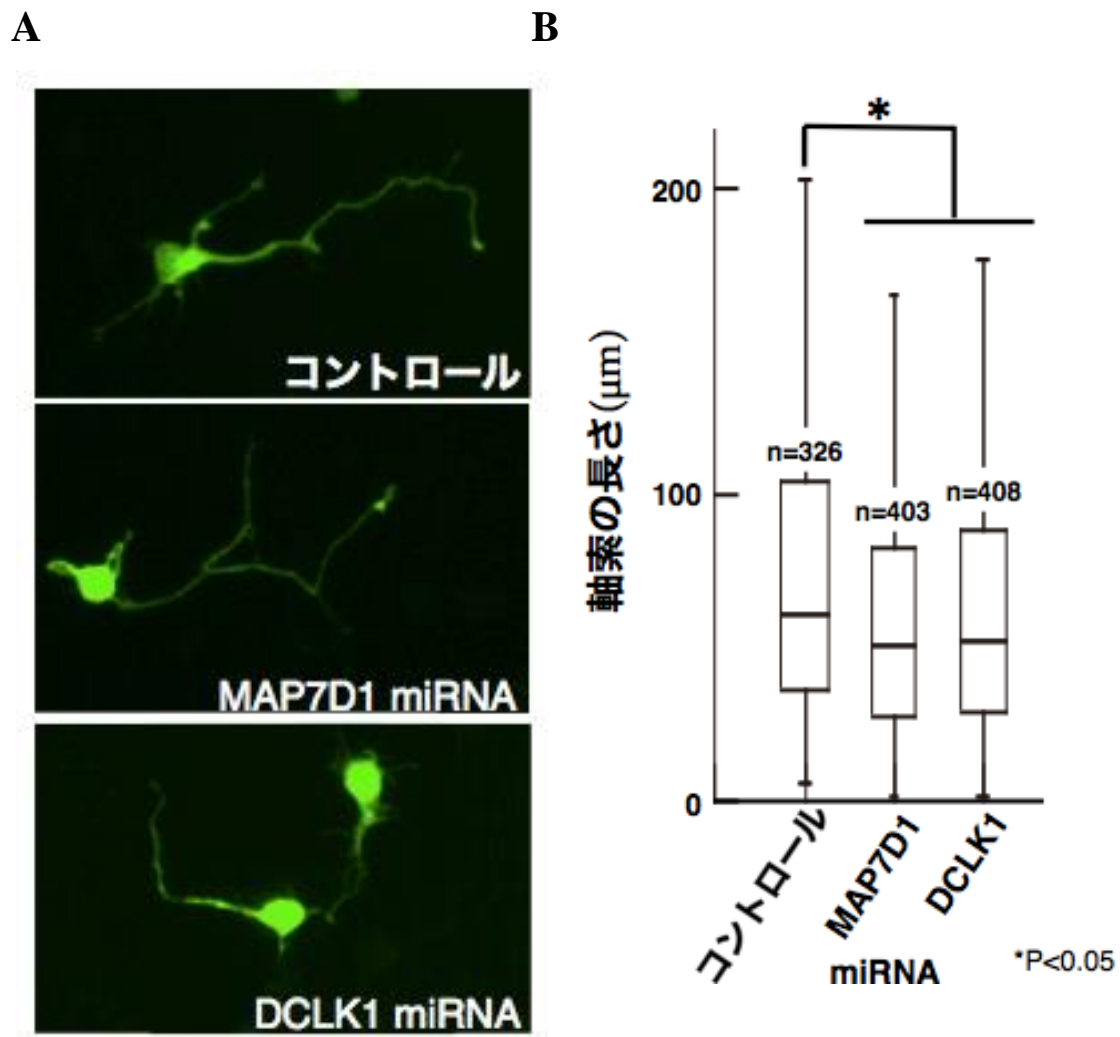 A
B
コントロール
MAP7D1 miRNA
DCLK1 miRNA
*
200
100
0
軸索の長さ(μm)
n=326
n=403
n=408
コントロール
MAP7D1
DCLK1
miRNA
*P<0.05